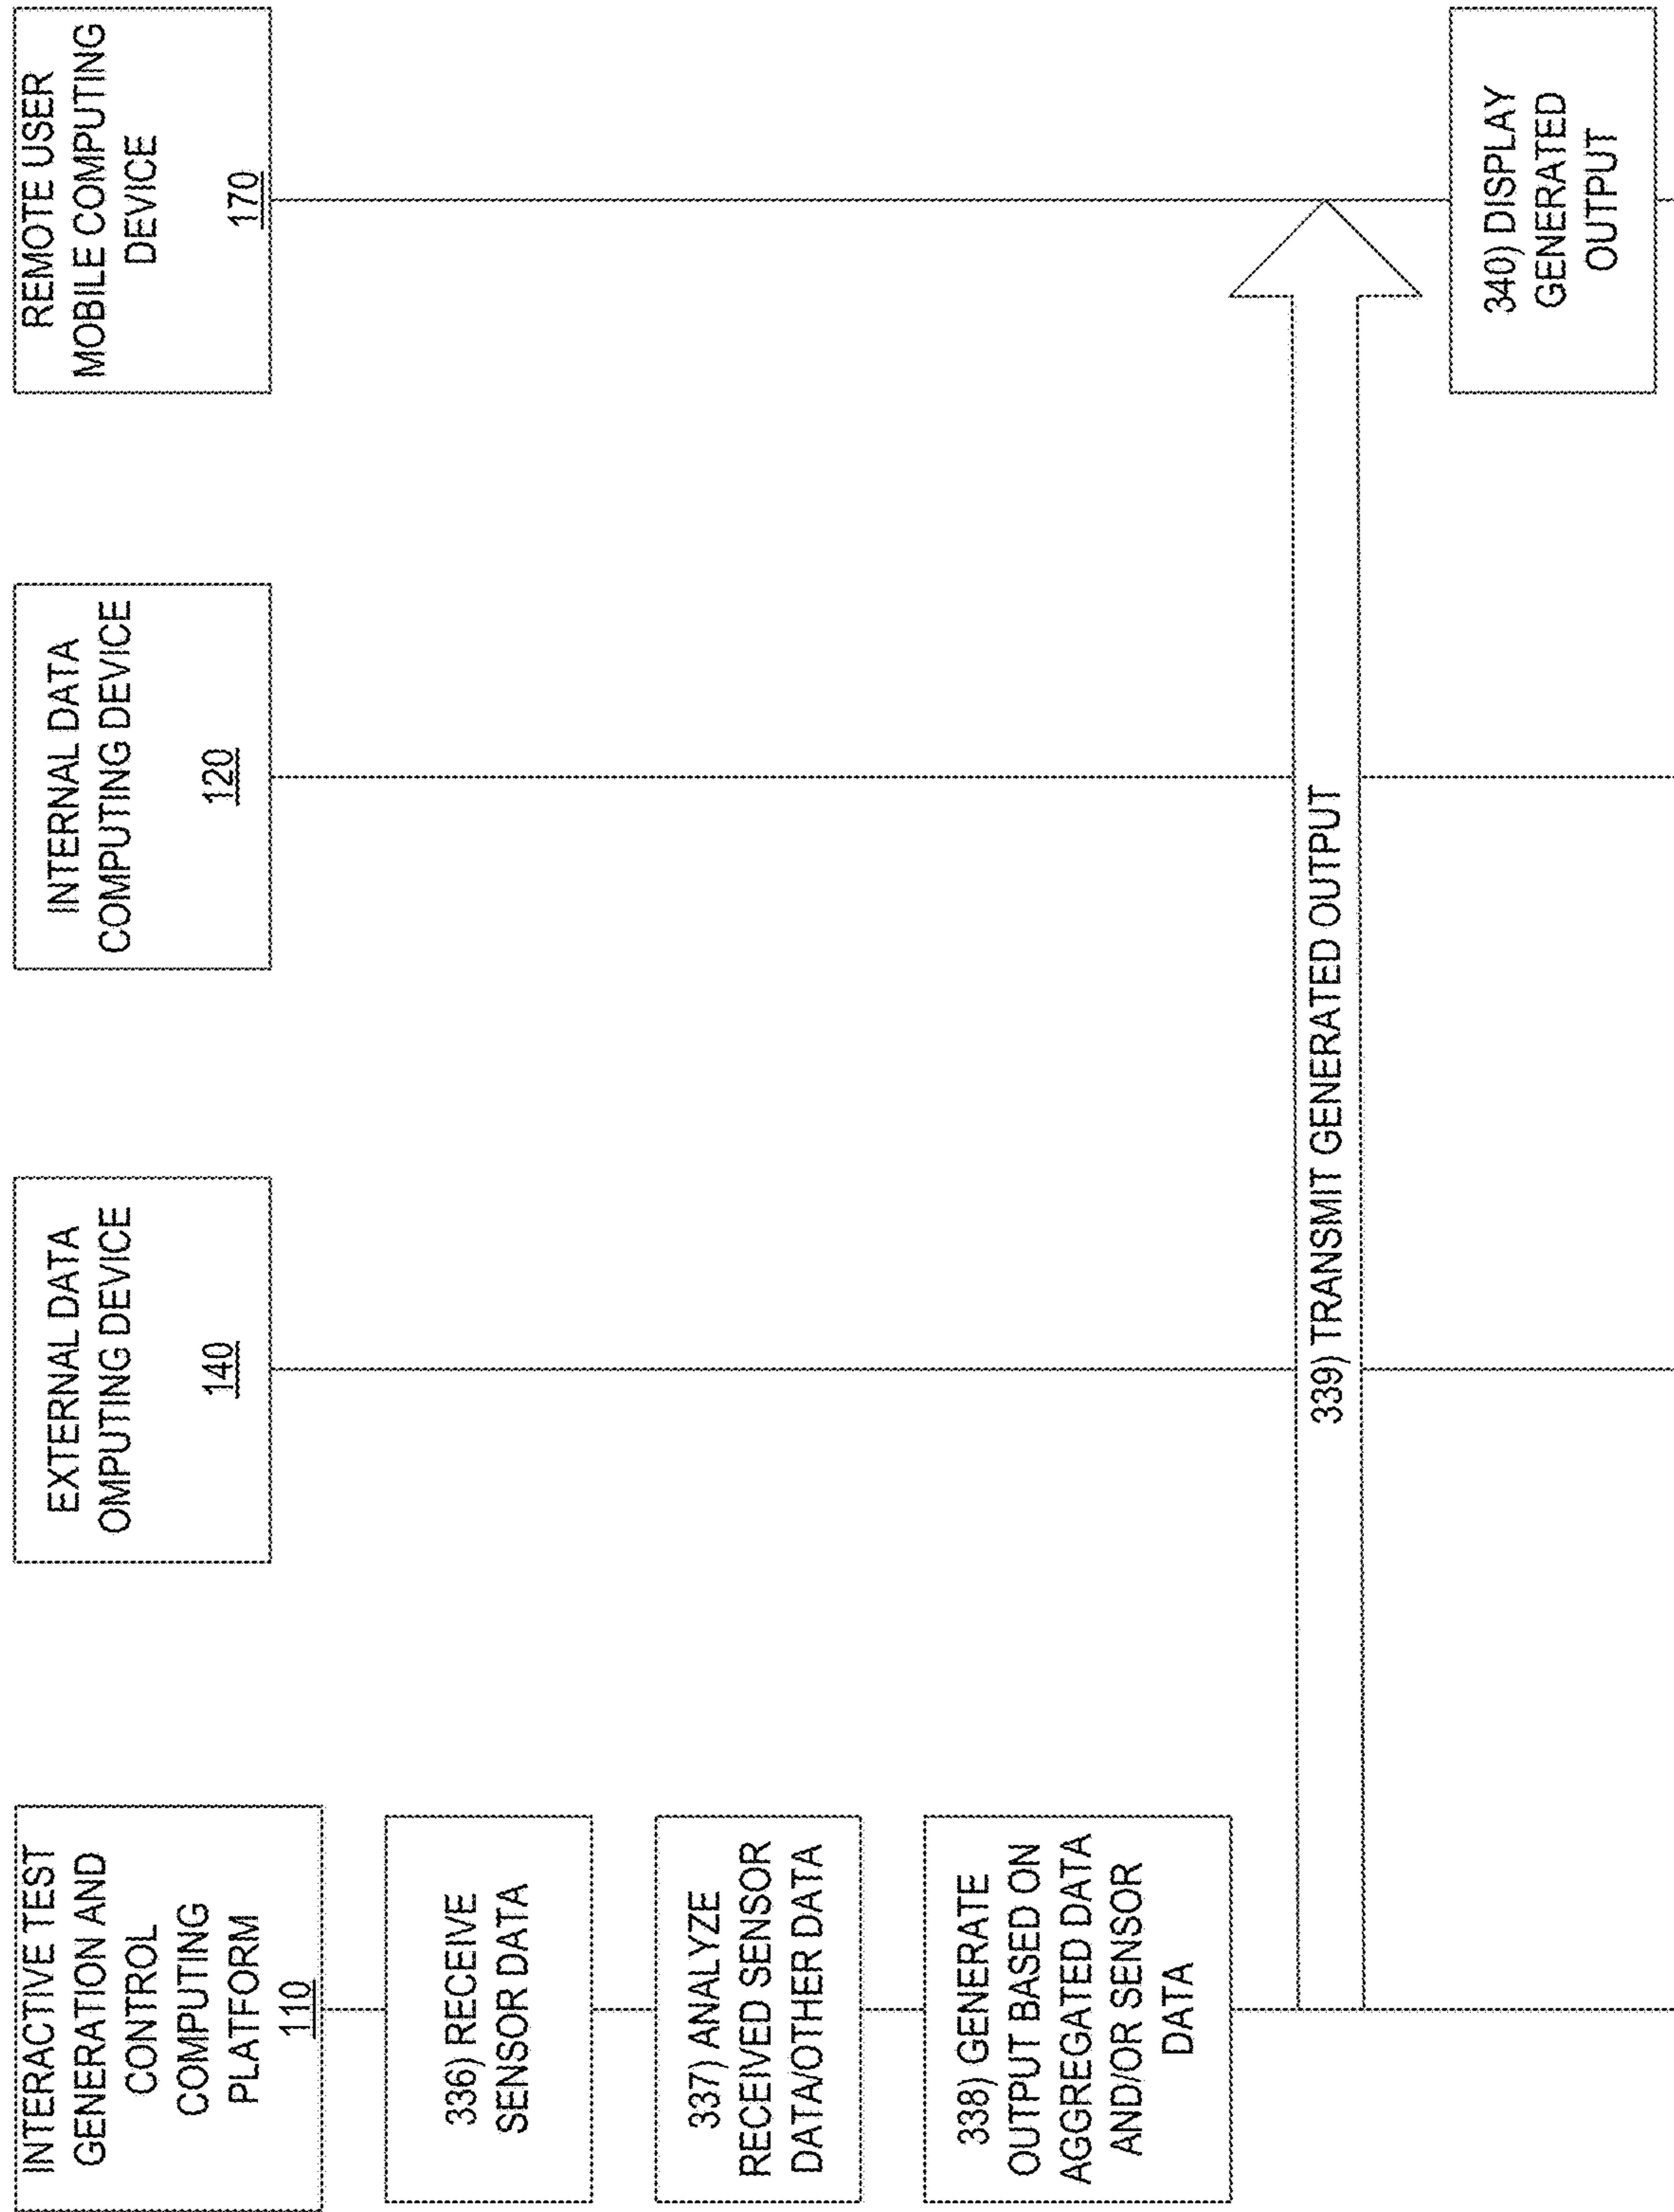 INTERACTIVE TEST
GENERATION AND
CONTROL
COMPUTING
PLATFORM
110
EXTERNAL DATA
OMPUTING DEVICE
140
INTERNAL DATA
COMPUTING DEVICE
120
REMOTE USER
MOBILE COMPUTING
DEVICE
170
336) RECEIVE
SENSOR DATA
337) ANALYZE
RECEIVED SENSOR
DATA/OTHER DATA
338) GENERATE
OUTPUT BASED ON
AGGREGATED DATA
AND/OR SENSOR
DATA
339) TRANSMIT GENERATED OUTPUT
340) DISPLAY
GENERATED
OUTPUT